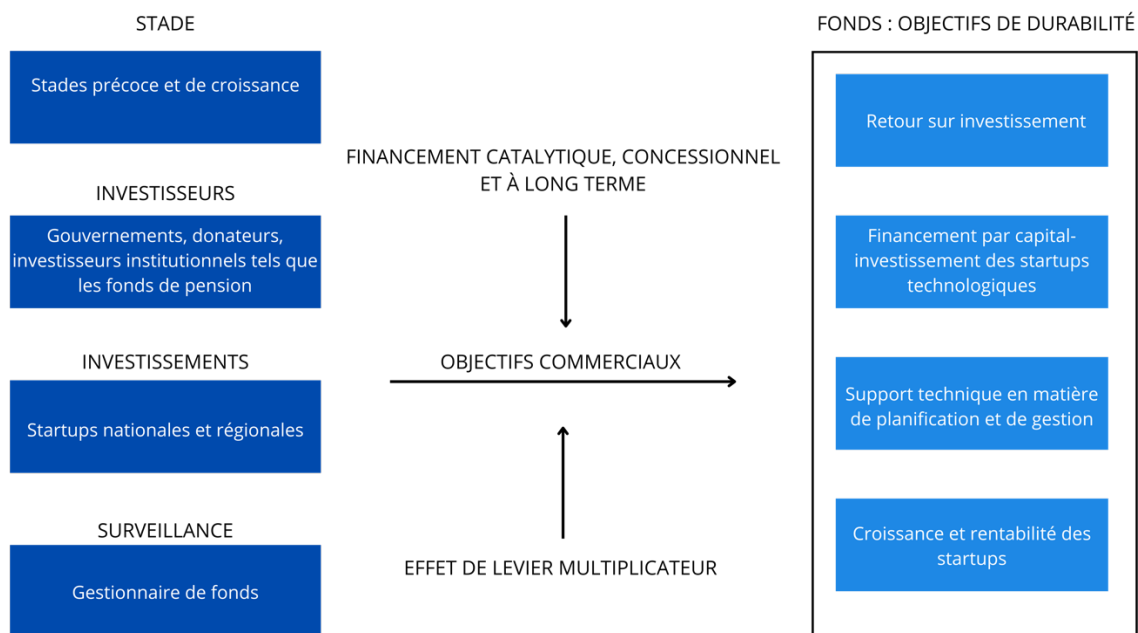 STADE
Stades précoce et de croissance
INVESTISSEURS
Gouvernements, donateurs,
investisseurs institutionnels tels que
les fonds de pension
INVESTISSEMENTS
Startups nationales et régionales
SURVEILLANCE
Gestionnaire de fonds
FINANCEMENT CATALYTIQUE, CONCESSIONNEL
ET À LONG TERME
OBJECTIFS COMMERCIAUX
EFFET DE LEVIER MULTIPLICATEUR
FONDS : OBJECTIFS DE DURABILITÉ
Retour sur investissement
Financement par capital-
investissement des startups
technologiques
Support technique en matière
de planification et de gestion
Croissance et rentabilité des
startups